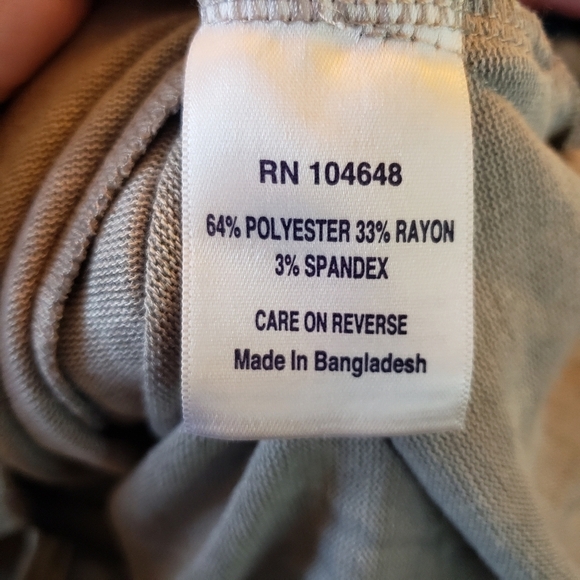 RN 104648
64% POLYESTER 33% RAYON
3% SPANDEX
CARE ON REVERSE
Made In Bangladesh